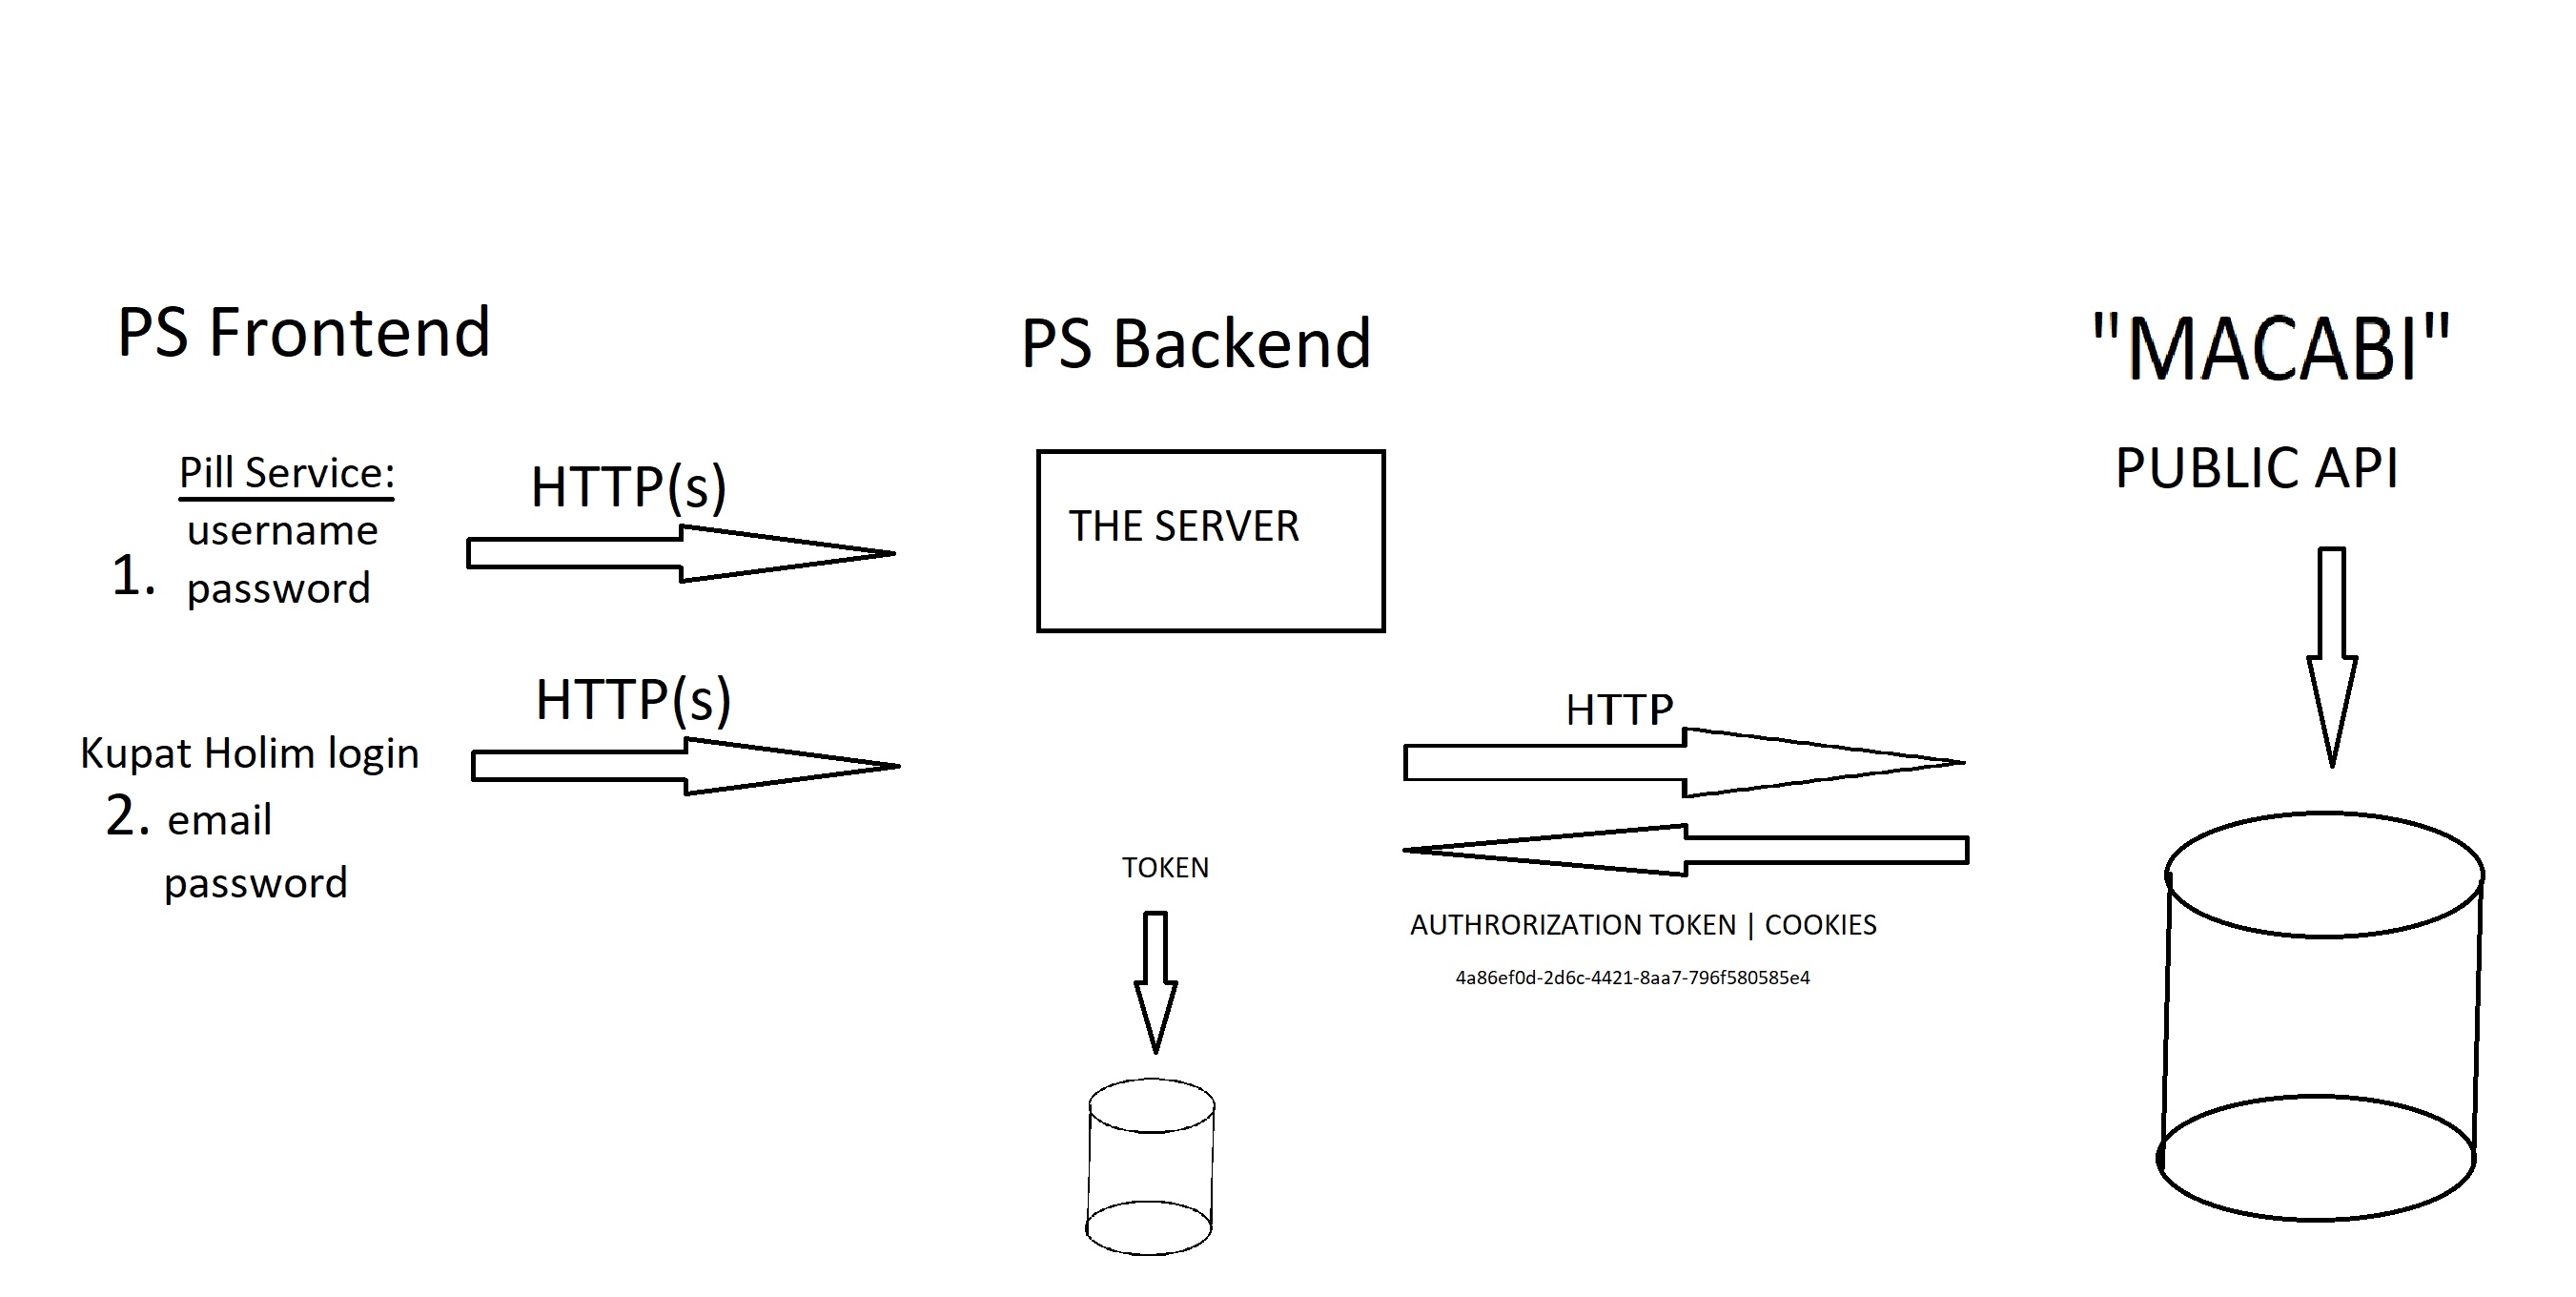 PS Frontend
PS Backend
"MACABI"
PUBLIC API
Pill Service:
username
1.
password
HTTP(s)
THE SERVER
HTTP(s)
Kupat Holim login
2. email
password
HTTP
TOKEN
AUTHRORIZATION TOKEN | COOKIES
4a86ef0d-2d6c-4421-8aa7-796f580585e4